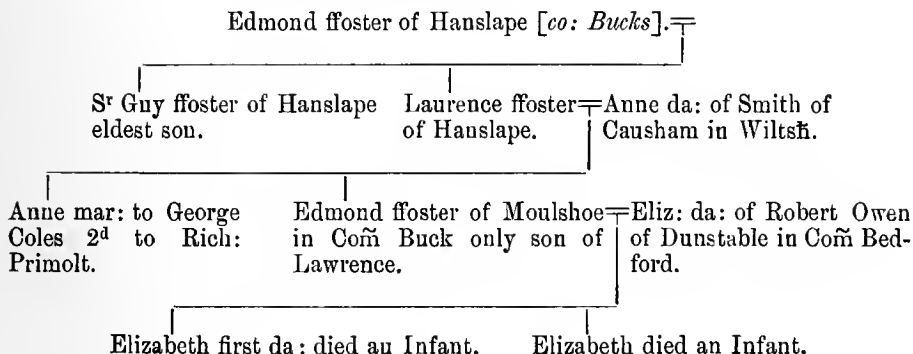 Edmond ffoster of Hanslape [co: Bucks].
Sr Guy ffoster of Hanslape
eldest son.
Laurence ffoster
of Hanslape.
Anne da: of Smith of
Causham in Wiltsħ.
Anne mar: to George
Coles 2d to Rich:
Primolt.
Edmond ffoster of Moulshoe
in Com̃ Buck only son of
Lawrence.
Eliz: da: of Robert Owen
of Dunstable in Com̃ Bed-
ford.
Elizabeth first da: died an Infant.
Elizabeth died an Infant.